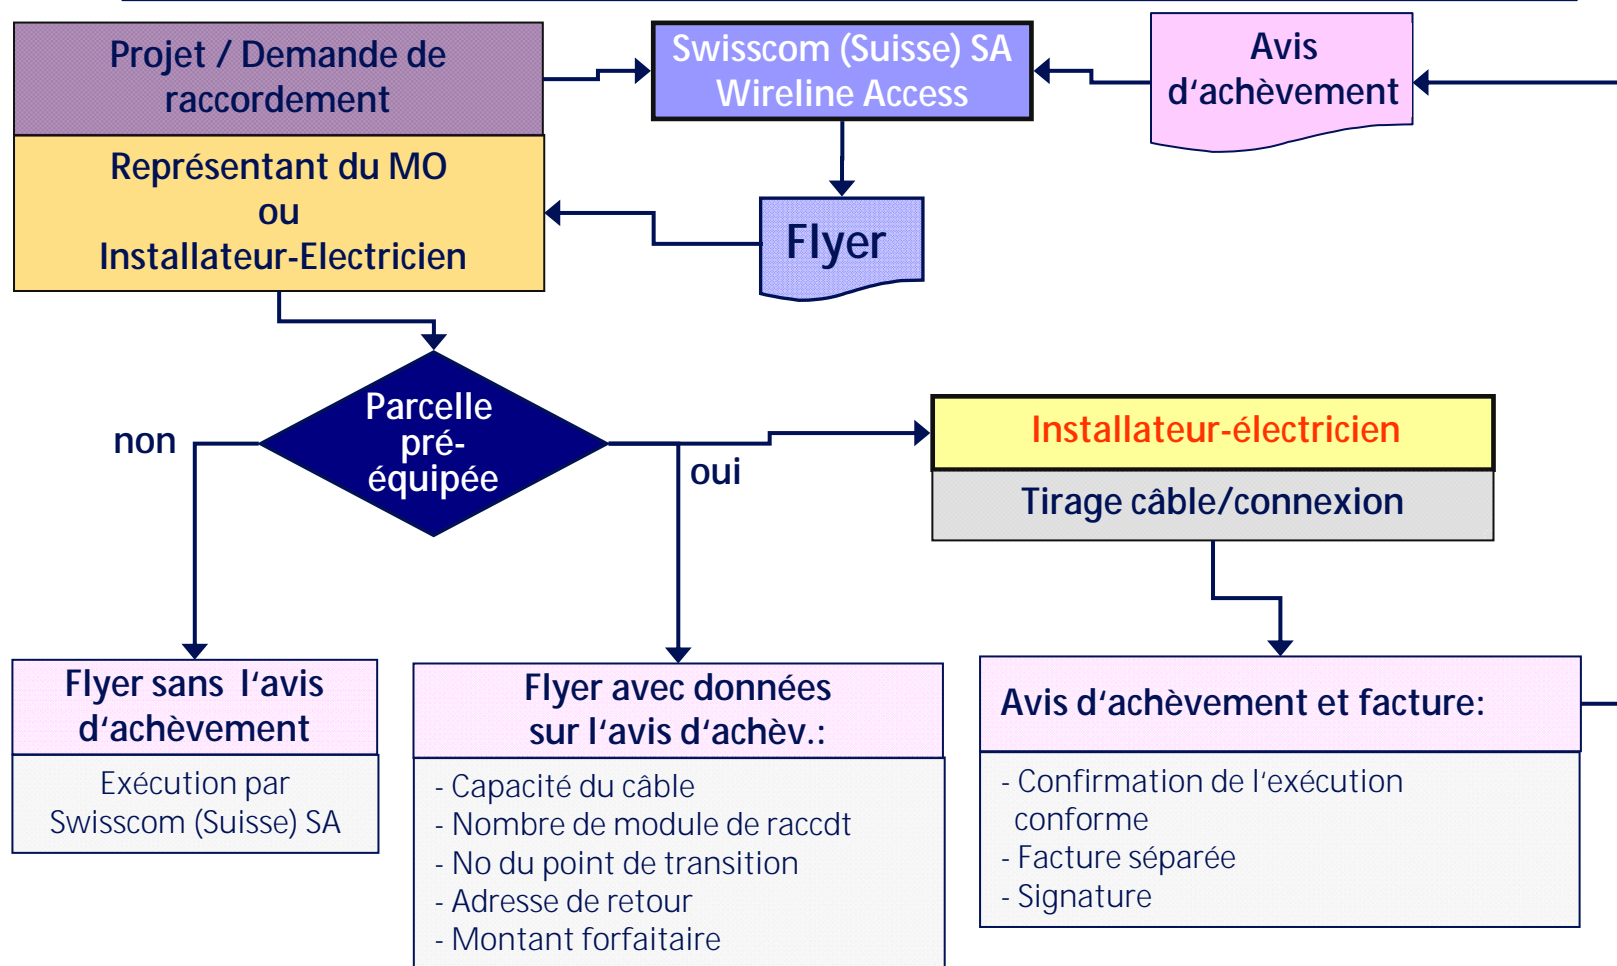 Projet / Demande de
raccordement
Représentant du MO
ou
Installateur-Electricien
Swisscom (Suisse) SA
Wireline Access
Avis
d‘achèvement
Flyer
Parcelle
pré-
équipée
non
oui
Installateur-électricien
Tirage câble/connexion
Flyer sans l‘avis
d‘achèvement
Exécution par
Swisscom (Suisse) SA
Flyer avec données
sur l‘avis d‘achèv.:
- Capacité du câble
- Nombre de module de raccdt
- No du point de transition
- Adresse de retour
- Montant forfaitaire
Avis d‘achèvement et facture:
- Confirmation de l‘exécution
conforme
- Facture séparée
- Signature